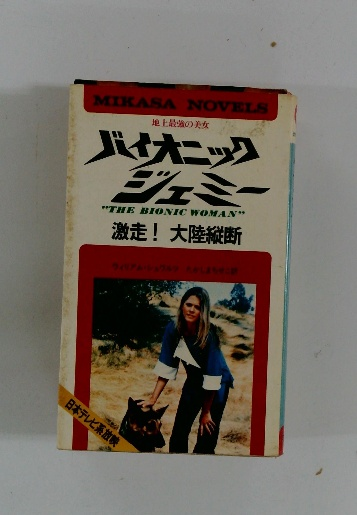 MIKASA NOVELS
地上最強の美女
バイオニック
ジェミー
"THE BIONIC WOMAN"
激走! 大陸縦断
日本テレビ系放映